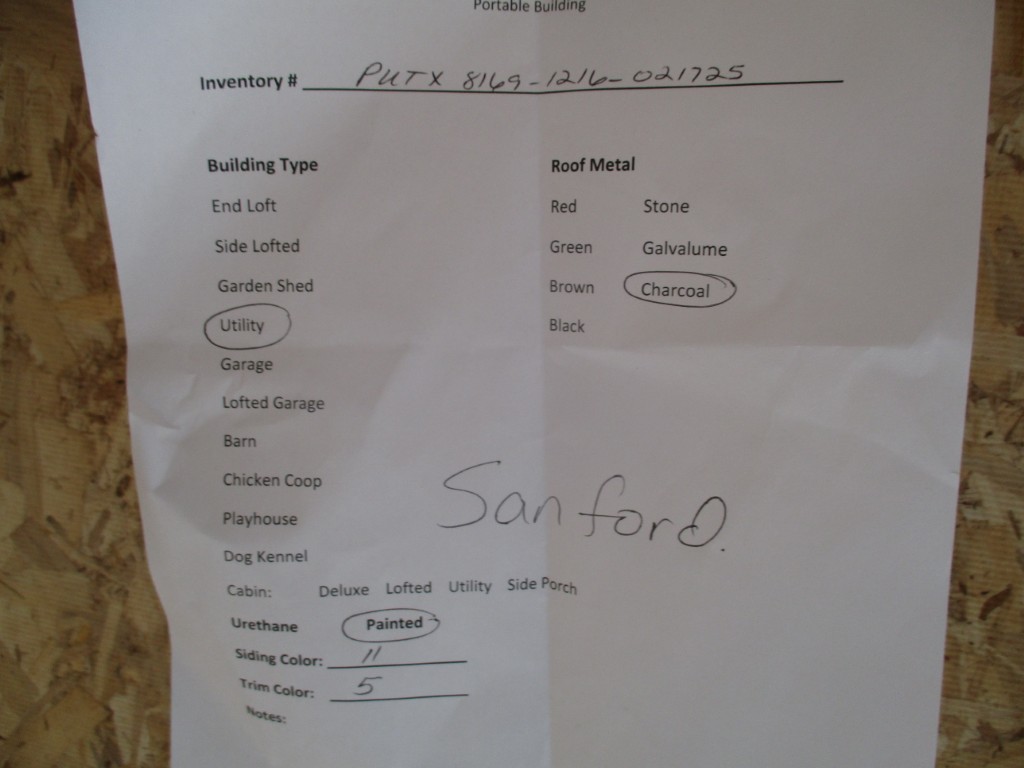 Portable Building
Inventory # PUTX 8169-1216-021725
Building Type
End Loft
Side Lofted
Garden Shed
Utility
Garage
Lofted Garage
Barn
Chicken Coop
Playhouse
Dog Kennel
Roof Metal
Red Stone
Green Galvalume
Brown Charcoal
Black
Sanford.
Cabin: Deluxe Lofted Utility Side Porch
Urethane Painted
Siding Color: 11
Trim Color: 5
Notes: